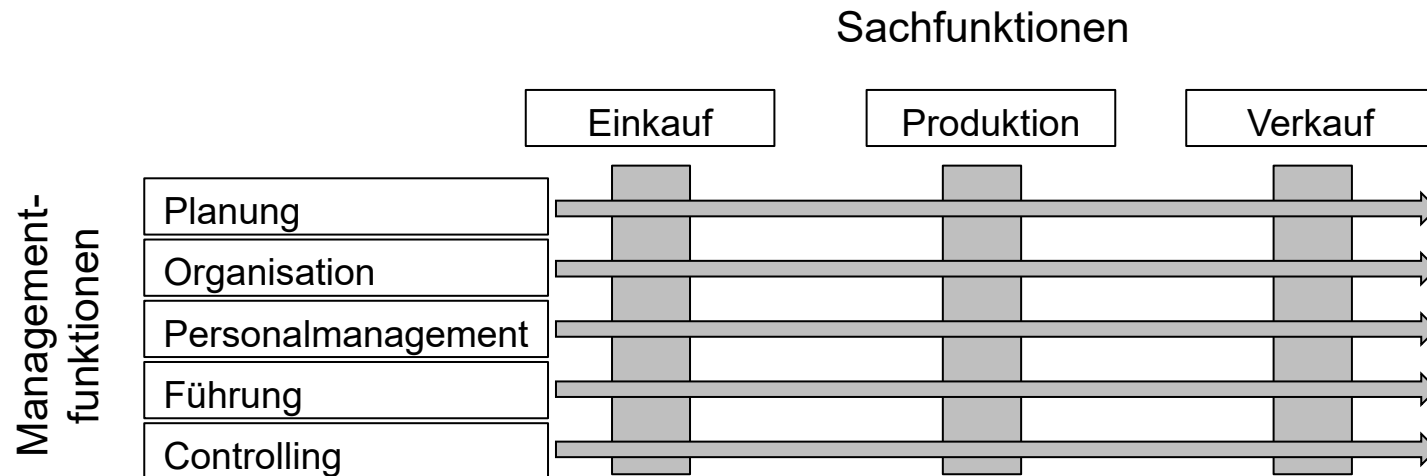 Sachfunktionen
Einkauf
Produktion
Verkauf
Management-
funktionen
Planung
Organisation
Personalmanagement
Führung
Controlling